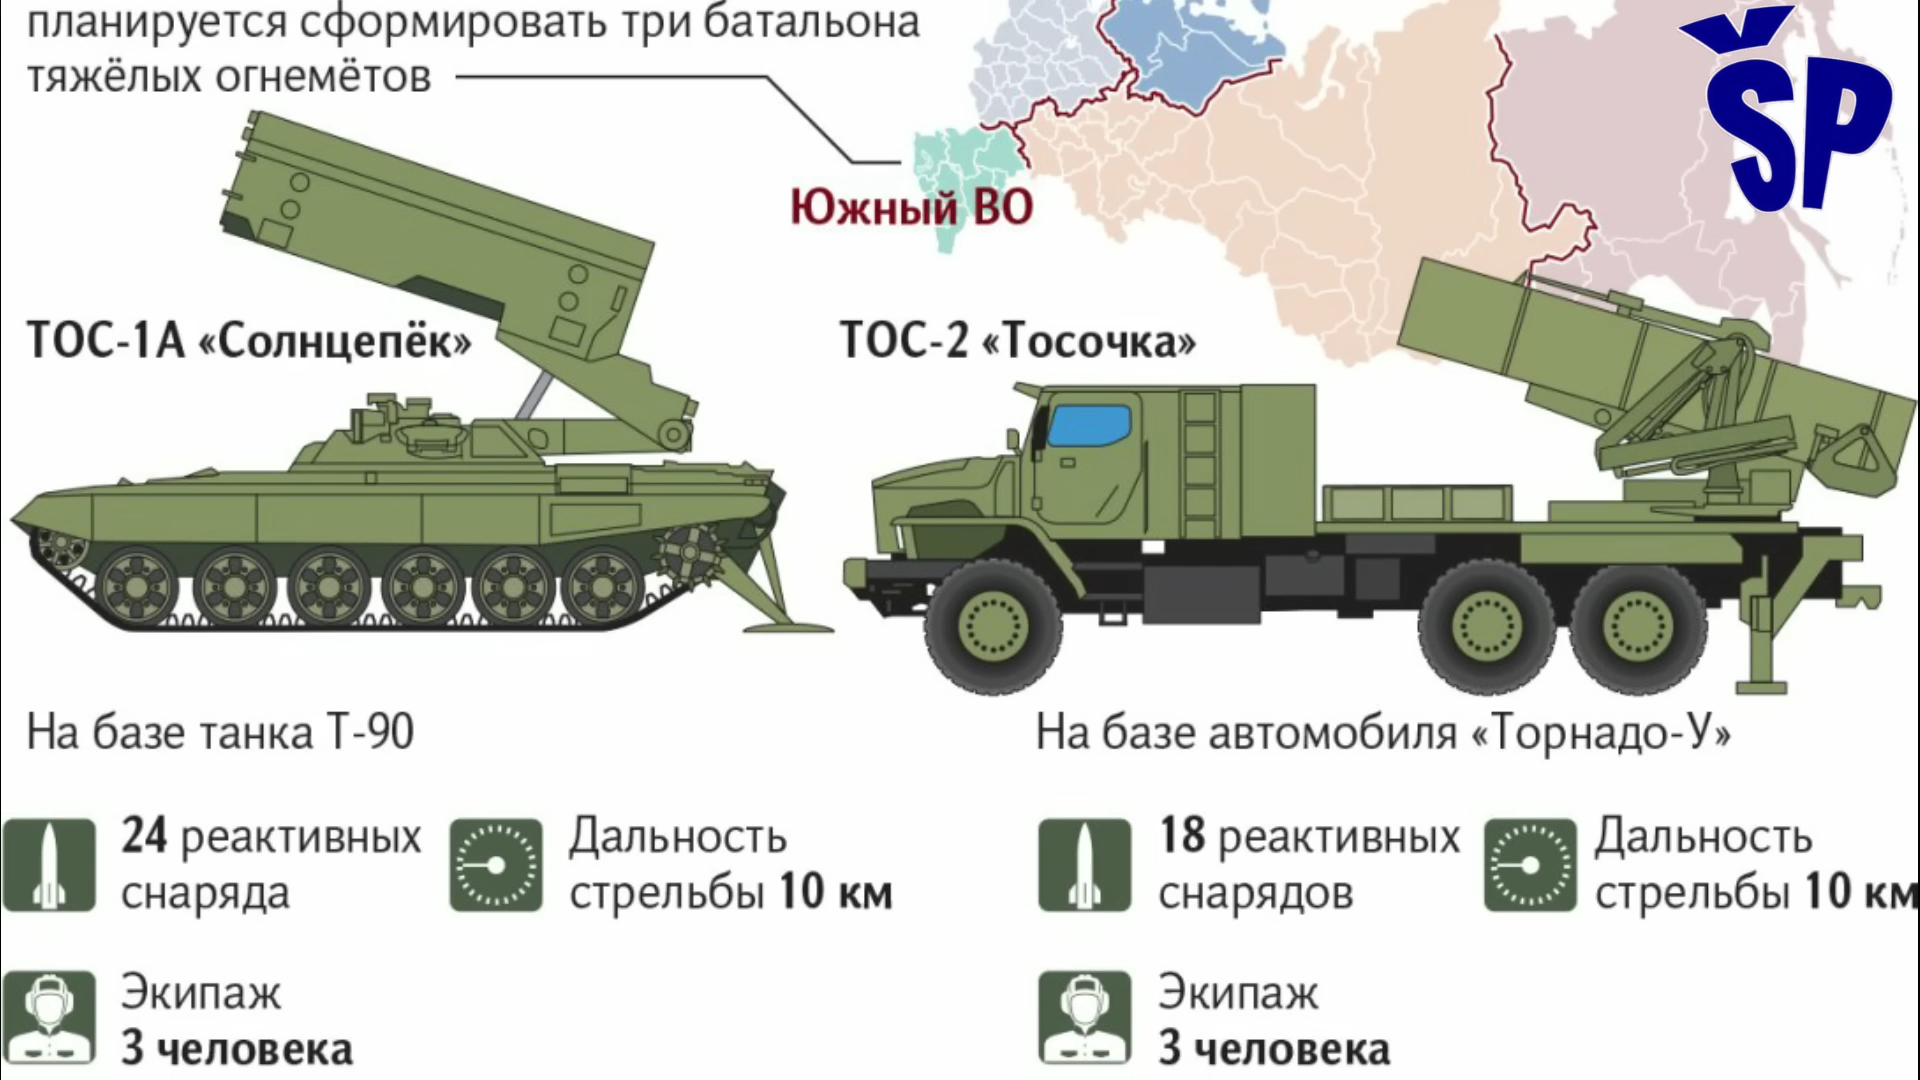 планируется сформировать три батальона
тяжёлых огнемётов
ŠP
Южный ВО
ТОС-1А «Солнцепёк»
ТОС-2 «Тосочка»
На базе танка Т-90
На базе автомобиля «Торнадо-У»
24 реактивных
снаряда
Дальность
стрельбы 10 км
18 реактивных
снарядов
Дальность
стрельбы 10 км
Экипаж
3 человека
Экипаж
3 человека